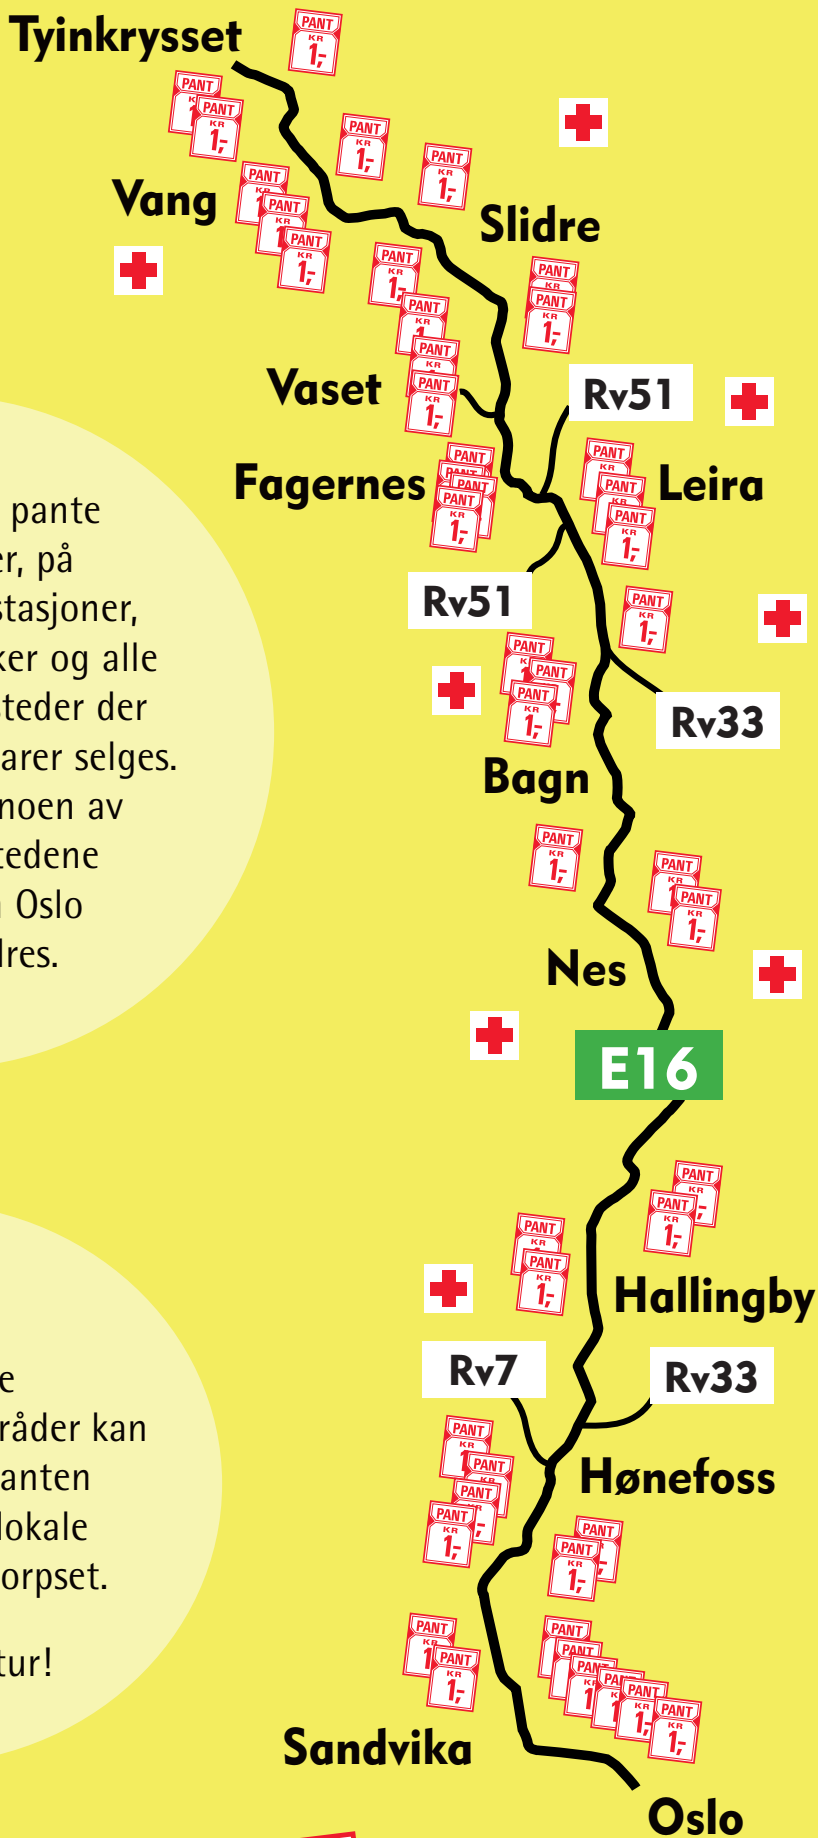 Tyinkrysset
PANT
KR
1,-
Vang
Slidre
Vaset
Rv51
Fagernes
Leira
pante
er, på
stasjoner,
ker og alle
steder der
arer selges.
noen av
tedene
Oslo
dres.
Rv51
Rv33
Bagn
Nes
E16
Hallingby
Rv7
Rv33
Hønefoss
råder kan
anten
lokale
orpset.
tur!
Sandvika
Oslo